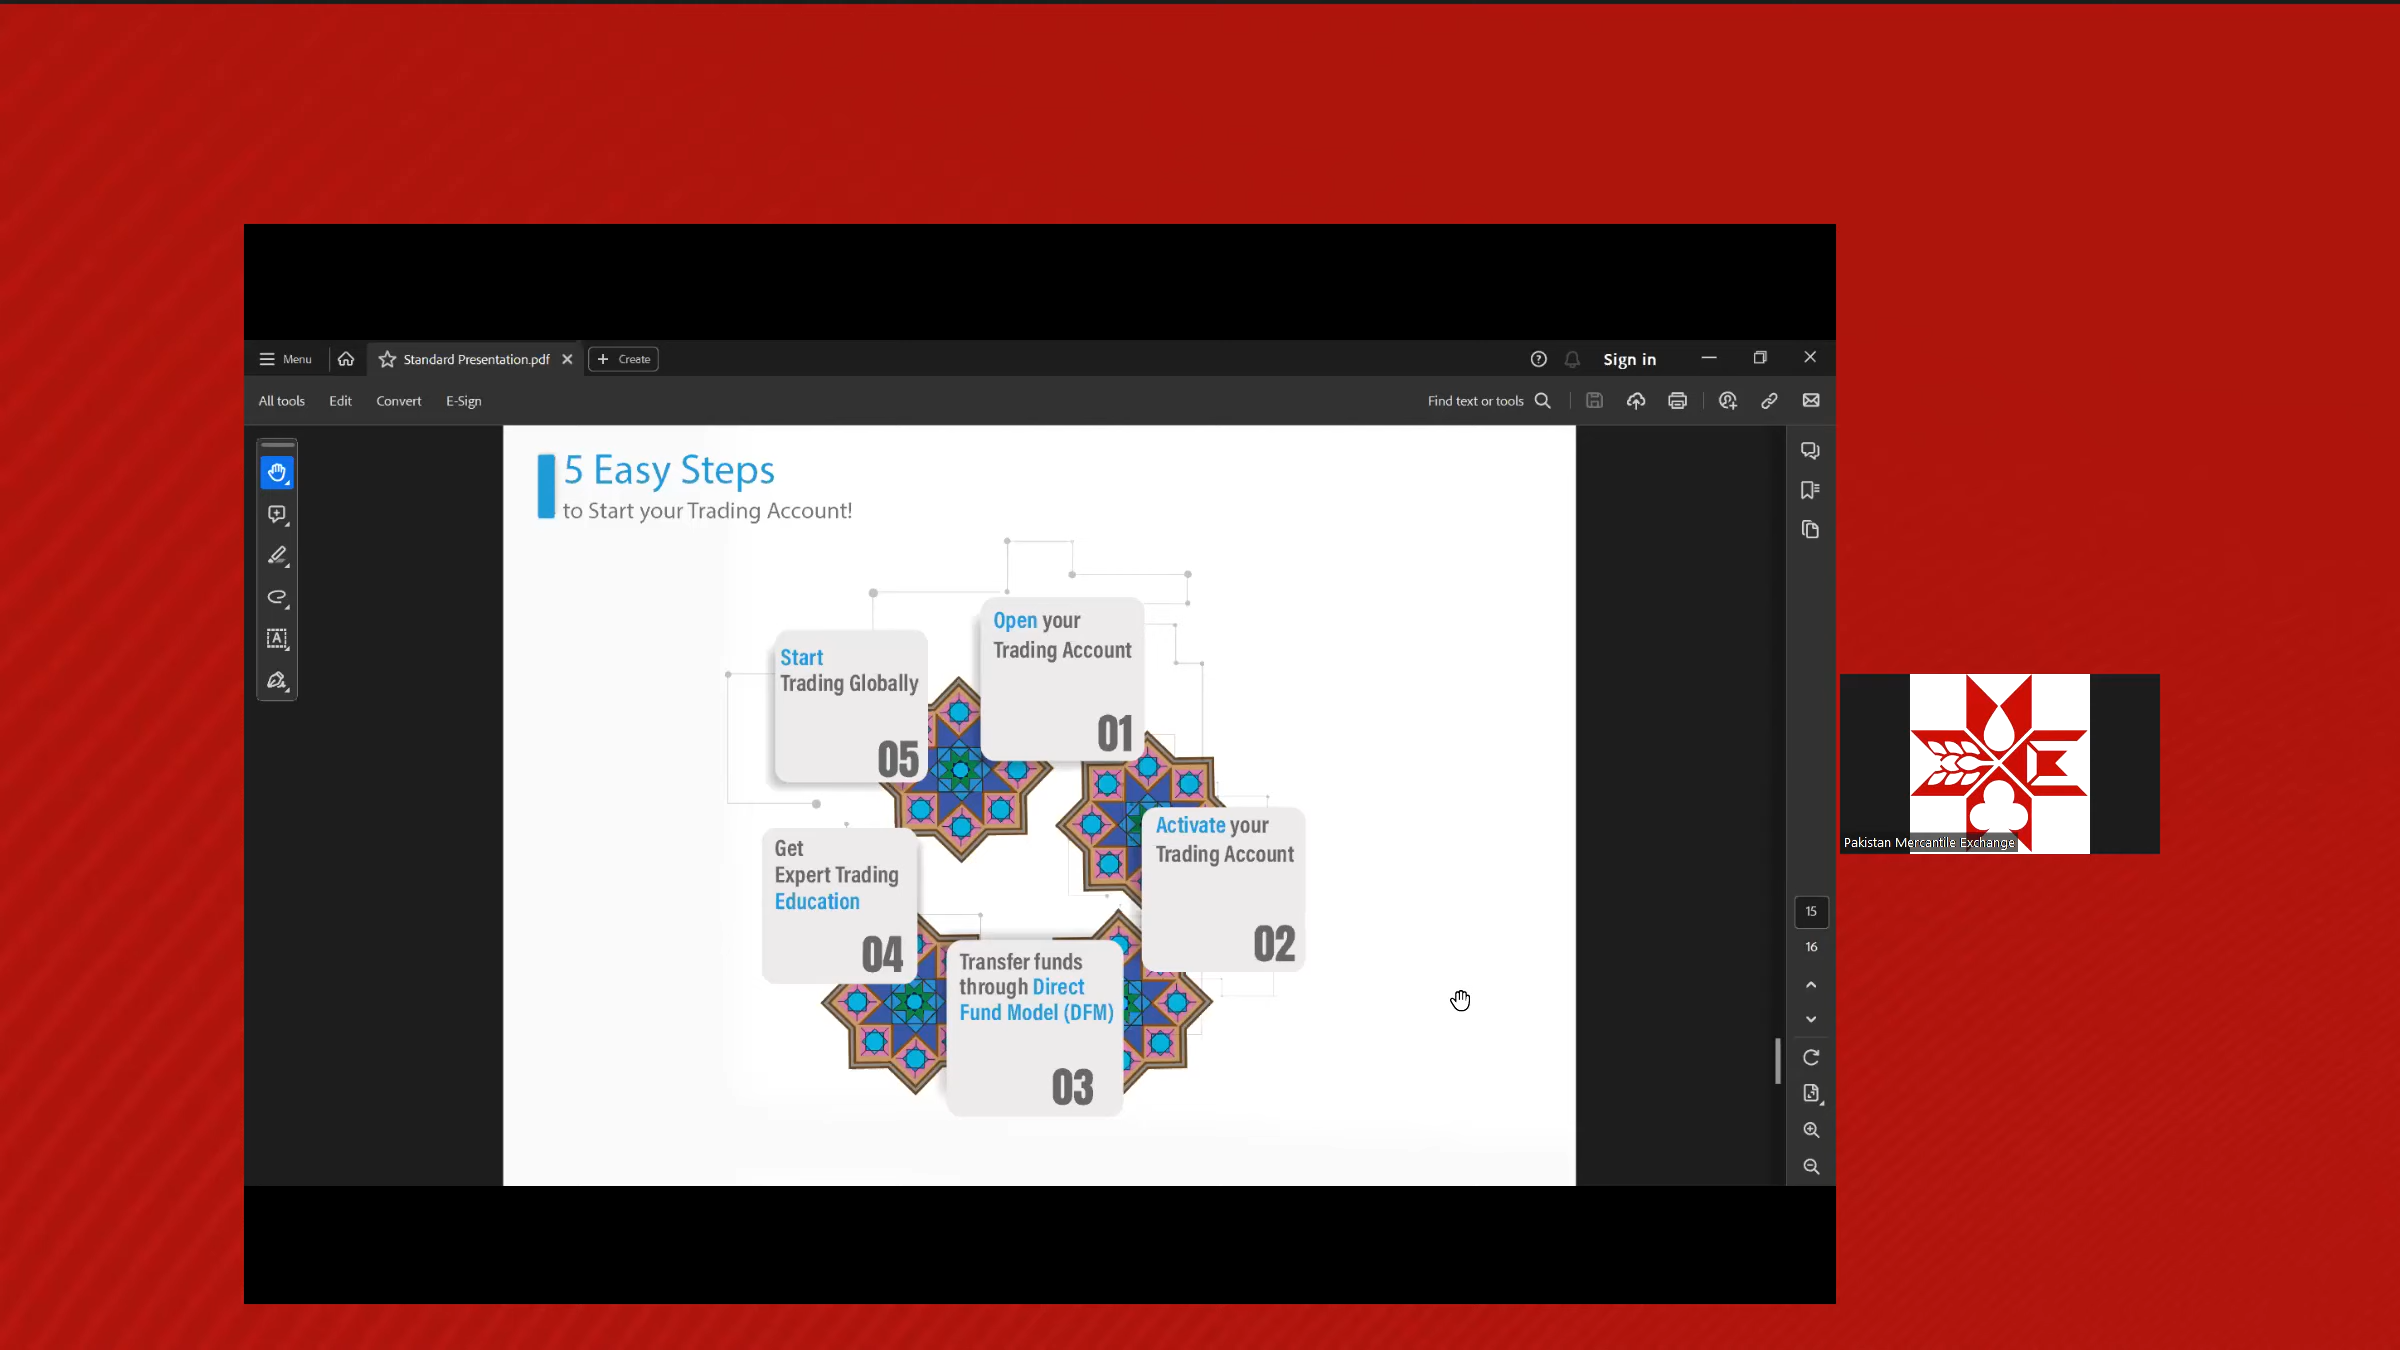 Menu
Standard Presentation.pdf
Create
Sign in
All tools
Edit
Convert
E-Sign
Find text or tools
5 Easy Steps
to Start your Trading Account!
Open your
Trading Account
01
Activate your
Trading Account
02
Transfer funds
through Direct
Fund Model (DFM)
03
Get
Expert Trading
Education
04
Start
Trading Globally
05
15
16
Pakistan Mercantile Exchange